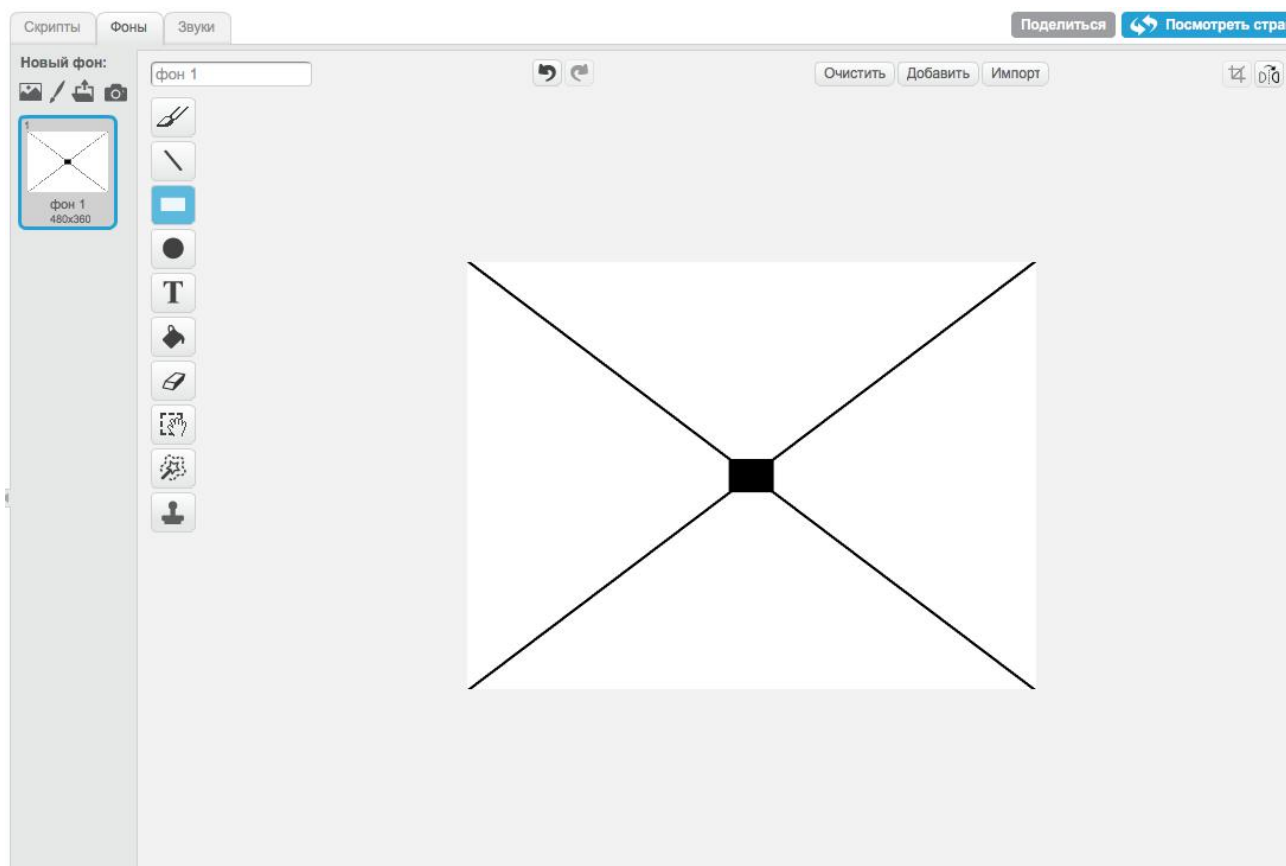 Скрипты Фоны Звуки Поделиться Посмотреть стра
Новый фон:
фон 1 Очистить Добавить Импорт
1
фон 1
480x360
T